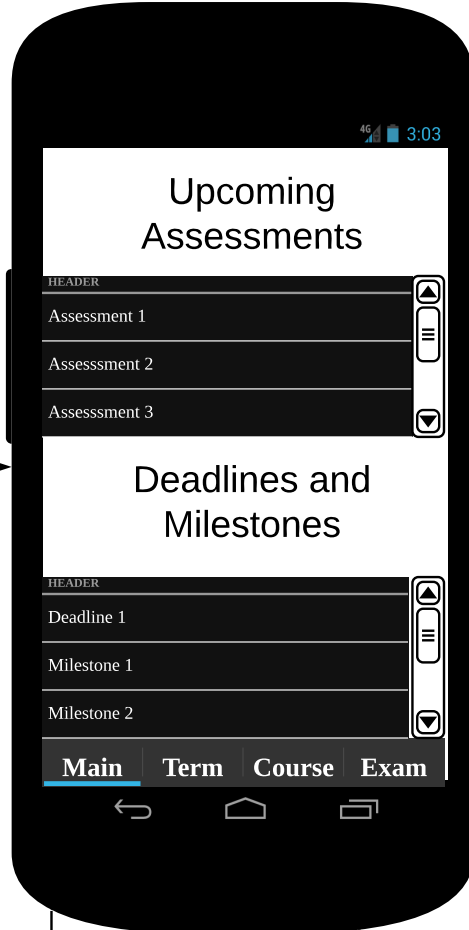 4G 3:03
Upcoming
Assessments
HEADER
Assessment 1
Assesssment 2
Assesssment 3
Deadlines and
Milestones
HEADER
Deadline 1
Milestone 1
Milestone 2
Main Term Course Exam